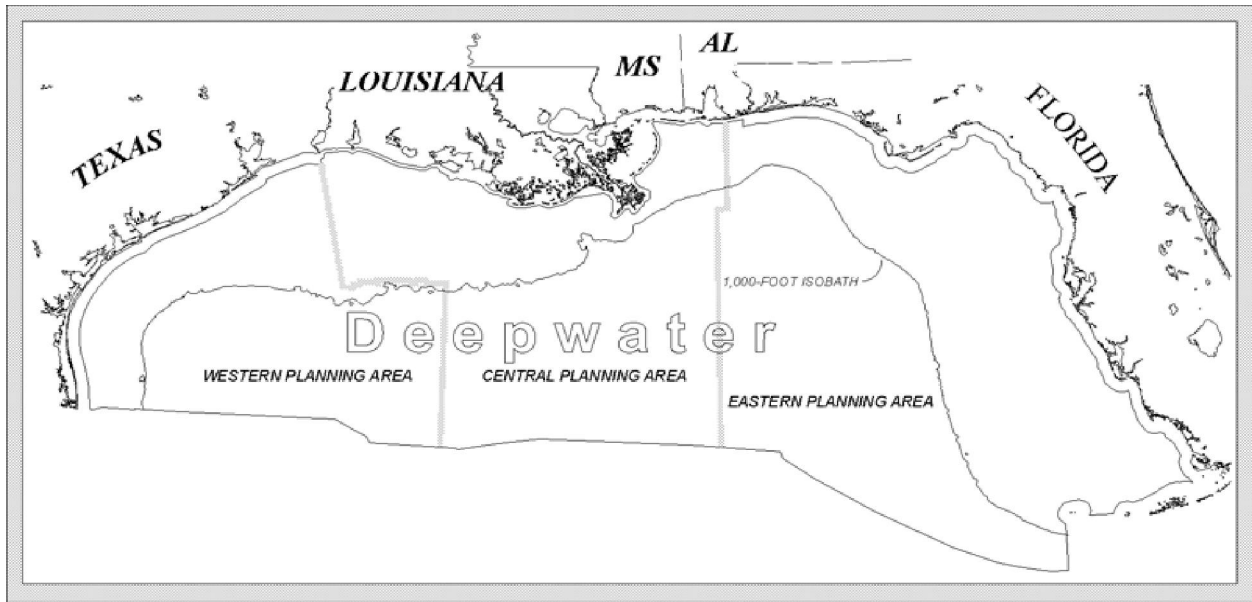 AL
MS
LOUISIANA
FLORIDA
TEXAS
1,000-FOOT ISOBATH
Deepwater
WESTERN PLANNING AREA
CENTRAL PLANNING AREA
EASTERN PLANNING AREA